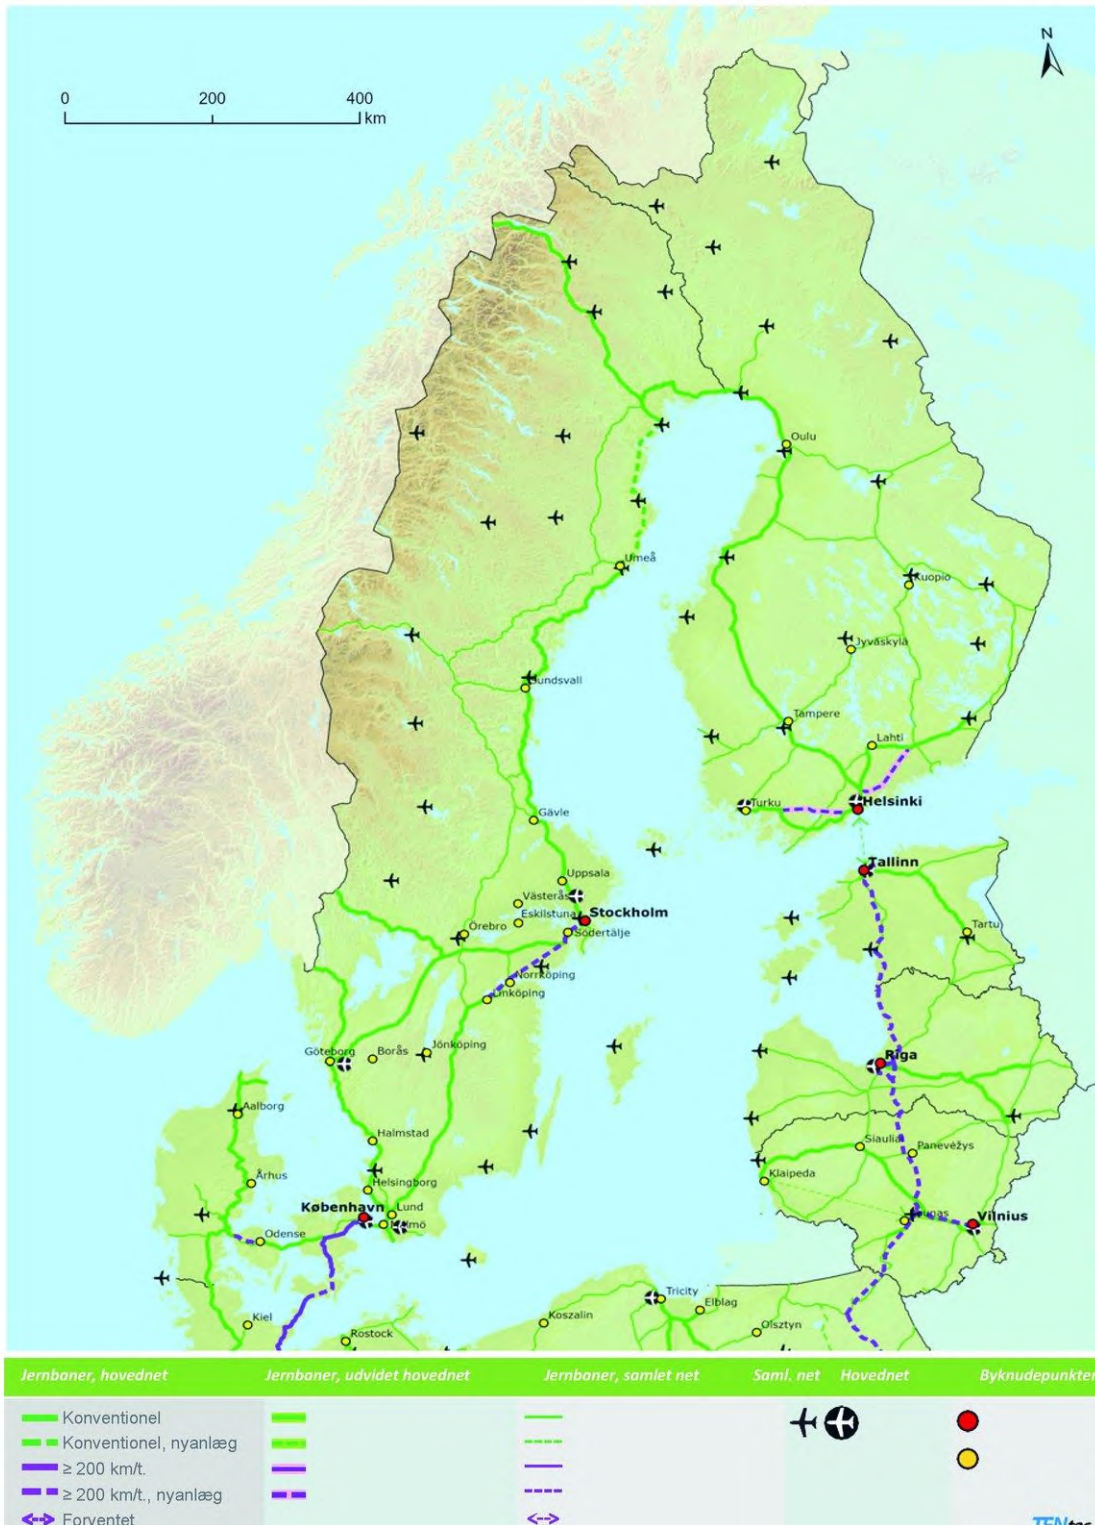 N
0 200 400
km
Oulu
Umeå
Kuopio
Jyväskylä
Sundsvall
Tampere
Lahti
Turku
Helsinki
Gävle
Tallinn
Uppsala
Västerås
Eskilstuna
Stockholm
Örebro
Södertälje
Tartu
Norrköping
Linköping
Göteborg
Borås
Jönköping
Riga
Aalborg
Halmstad
Siauliai
Panevėžys
Århus
Helsingborg
Klaipeda
København
Lund
Malmö
Vilnius
Odense
Tricity
Elblag
Kiel
Koszalin
Olsztyn
Rostock
Jernbaner, hovednet Jernbaner, udvidet hovednet Jernbaner, samlet net Saml. net Hovednet Byknudepunkter
Konventionel
Konventionel, nyanlæg
≥ 200 km/t.
≥ 200 km/t., nyanlæg
Forventet
TENtec